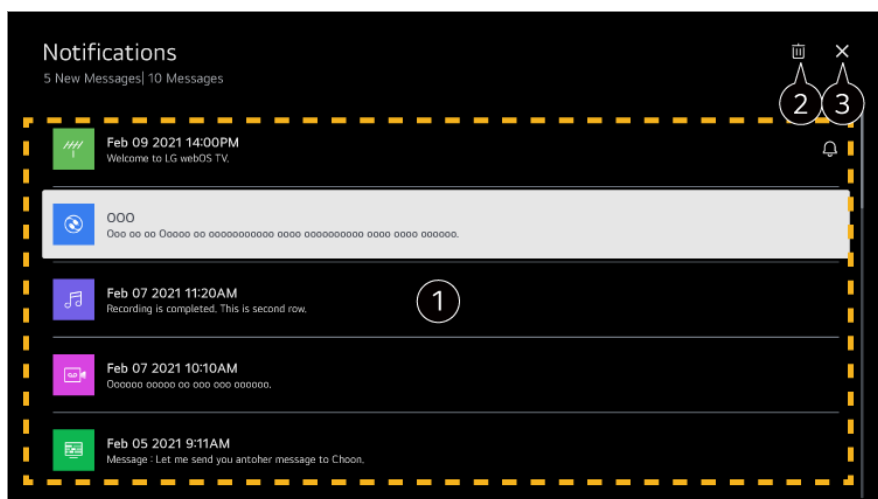 Notifications
5 New Messages| 10 Messages
2
3
Feb 09 2021 14:00PM
Welcome to LG webOS TV.
OOO
Ooo oo oo Ooooo oo ooooooooooo oooo oooooooooo oooo oooo oooooo.
Feb 07 2021 11:20AM
Recording is completed. This is second row.
1
Feb 07 2021 10:10AM
Oooooo ooooo oo ooo ooo oooooo.
Feb 05 2021 9:11AM
Message : Let me send you antoher message to Choon.